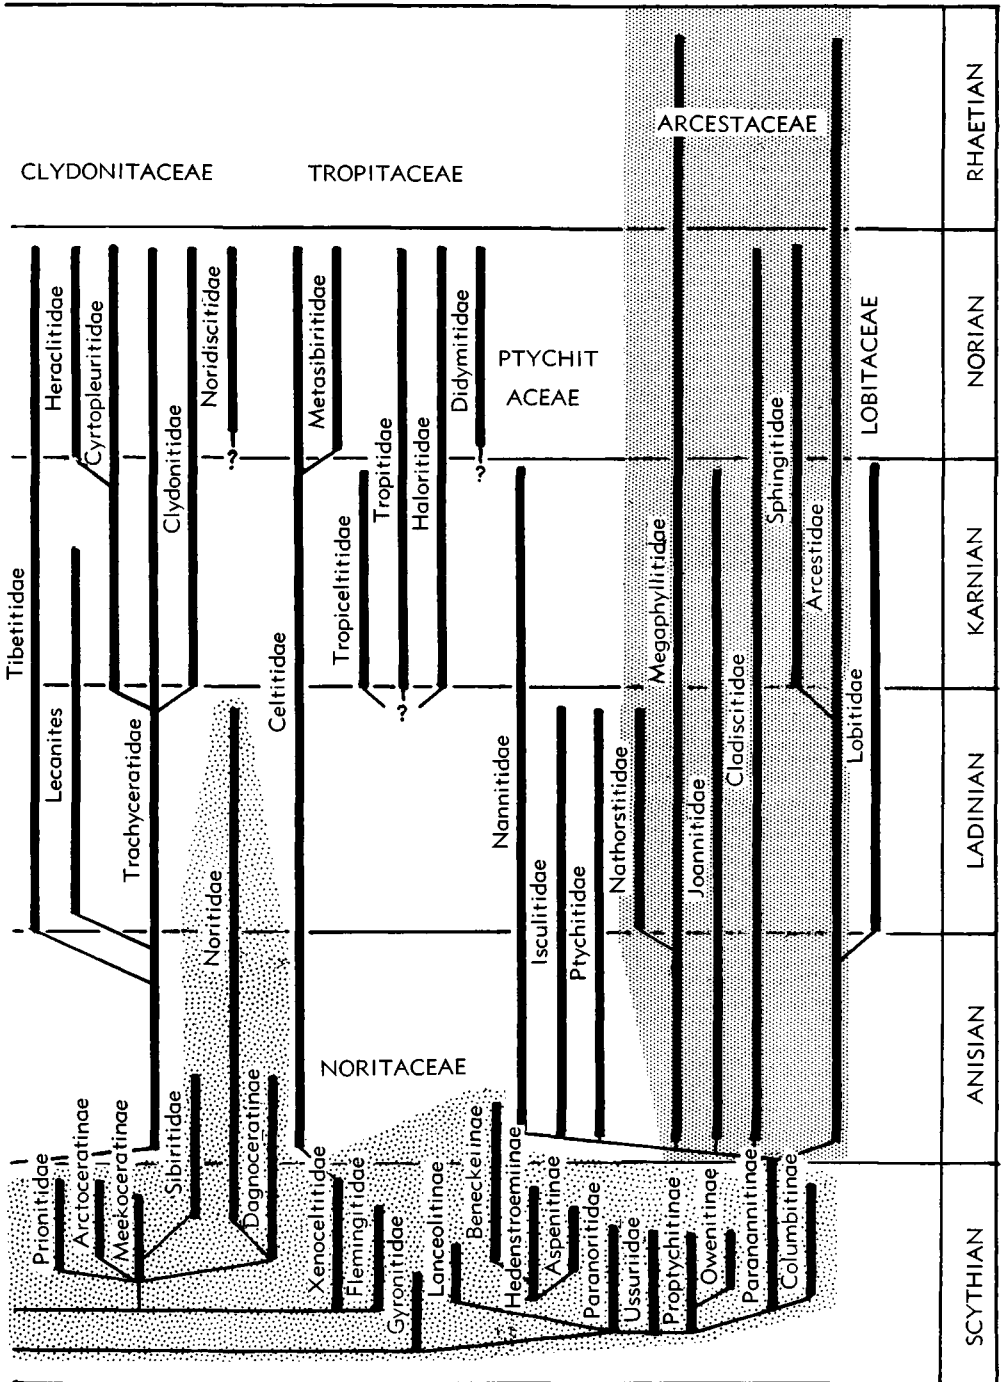 RHAETIAN
ARCESTACEAE
CLYDONITACEAE
TROPITACEAE
Heraclitidae
Cyrtopleuritidae
Clydonitidae
Noridiscitidae
?
Metasibiritidae
Tropitidae
Haloritidae
Didymitidae
?
PTYCHIT
ACEAE
Sphingitidae
LOBITACEAE
NORIAN
Tibetitidae
Lecanites
Trachyceratidae
Celtitidae
Tropiceltitidae
?
Megaphyllitidae
Arcestidae
KARNIAN
Noritidae
Nannitidae
Isculitidae
Ptychitidae
Nathorstitidae
Joannitidae
Cladiscitidae
Lobitidae
LADINIAN
NORITACEAE
ANISIAN
Prionitidae
Arctoceratinae
Meekoceratinae
Sibiritidae
Dagnoceratinae
Xenoceltitidae
Flemingitidae
Gyronitidae
Lanceolitinae
Beneckeinae
Hedenstroeminae
Aspenitinae
Paranoritidae
Ussuridae
Proptychitinae
Owenitinae
Paranannitinae
Columbitinae
SCYTHIAN